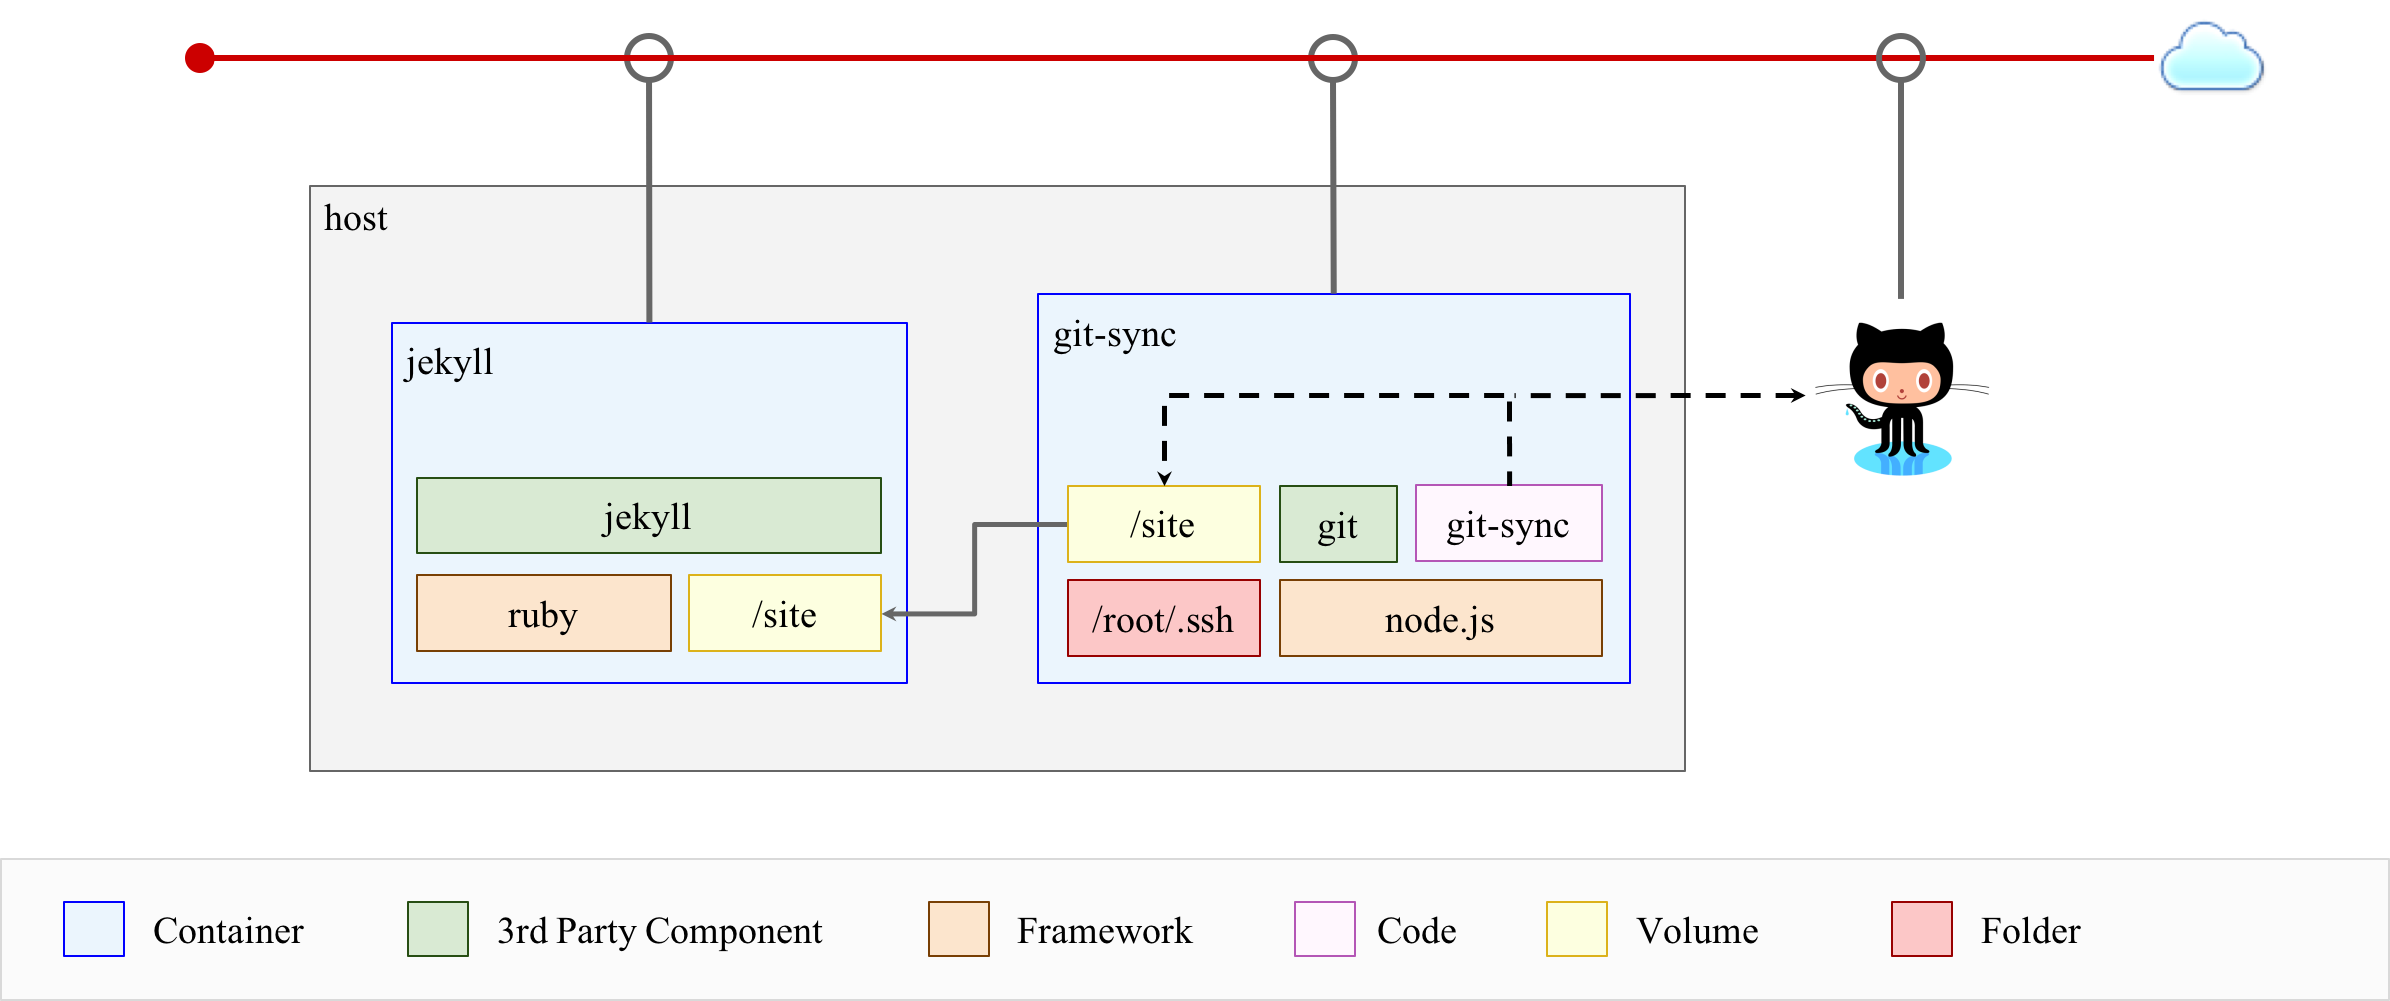 host
jekyll
git-sync
jekyll
ruby
/site
/site
git
git-sync
/root/.ssh
node.js
Container
3rd Party Component
Framework
Code
Volume
Folder